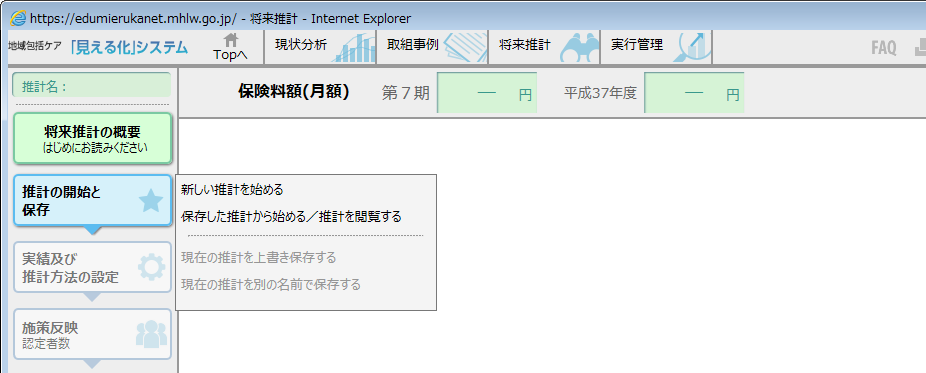 https://edumierukanet.mhlw.go.jp/ - 将来推計 - Internet Explorer
地域包括ケア 「見える化」システム
Topへ
現状分析
取組事例
将来推計
実行管理
FAQ
推計名：
保険料額(月額) 第７期 ― 円 平成37年度 ― 円
将来推計の概要
はじめにお読みください
推計の開始と
保存
新しい推計を始める
保存した推計から始める／推計を閲覧する
現在の推計を上書き保存する
現在の推計を別の名前で保存する
実績及び
推計方法の設定
施策反映
認定者数